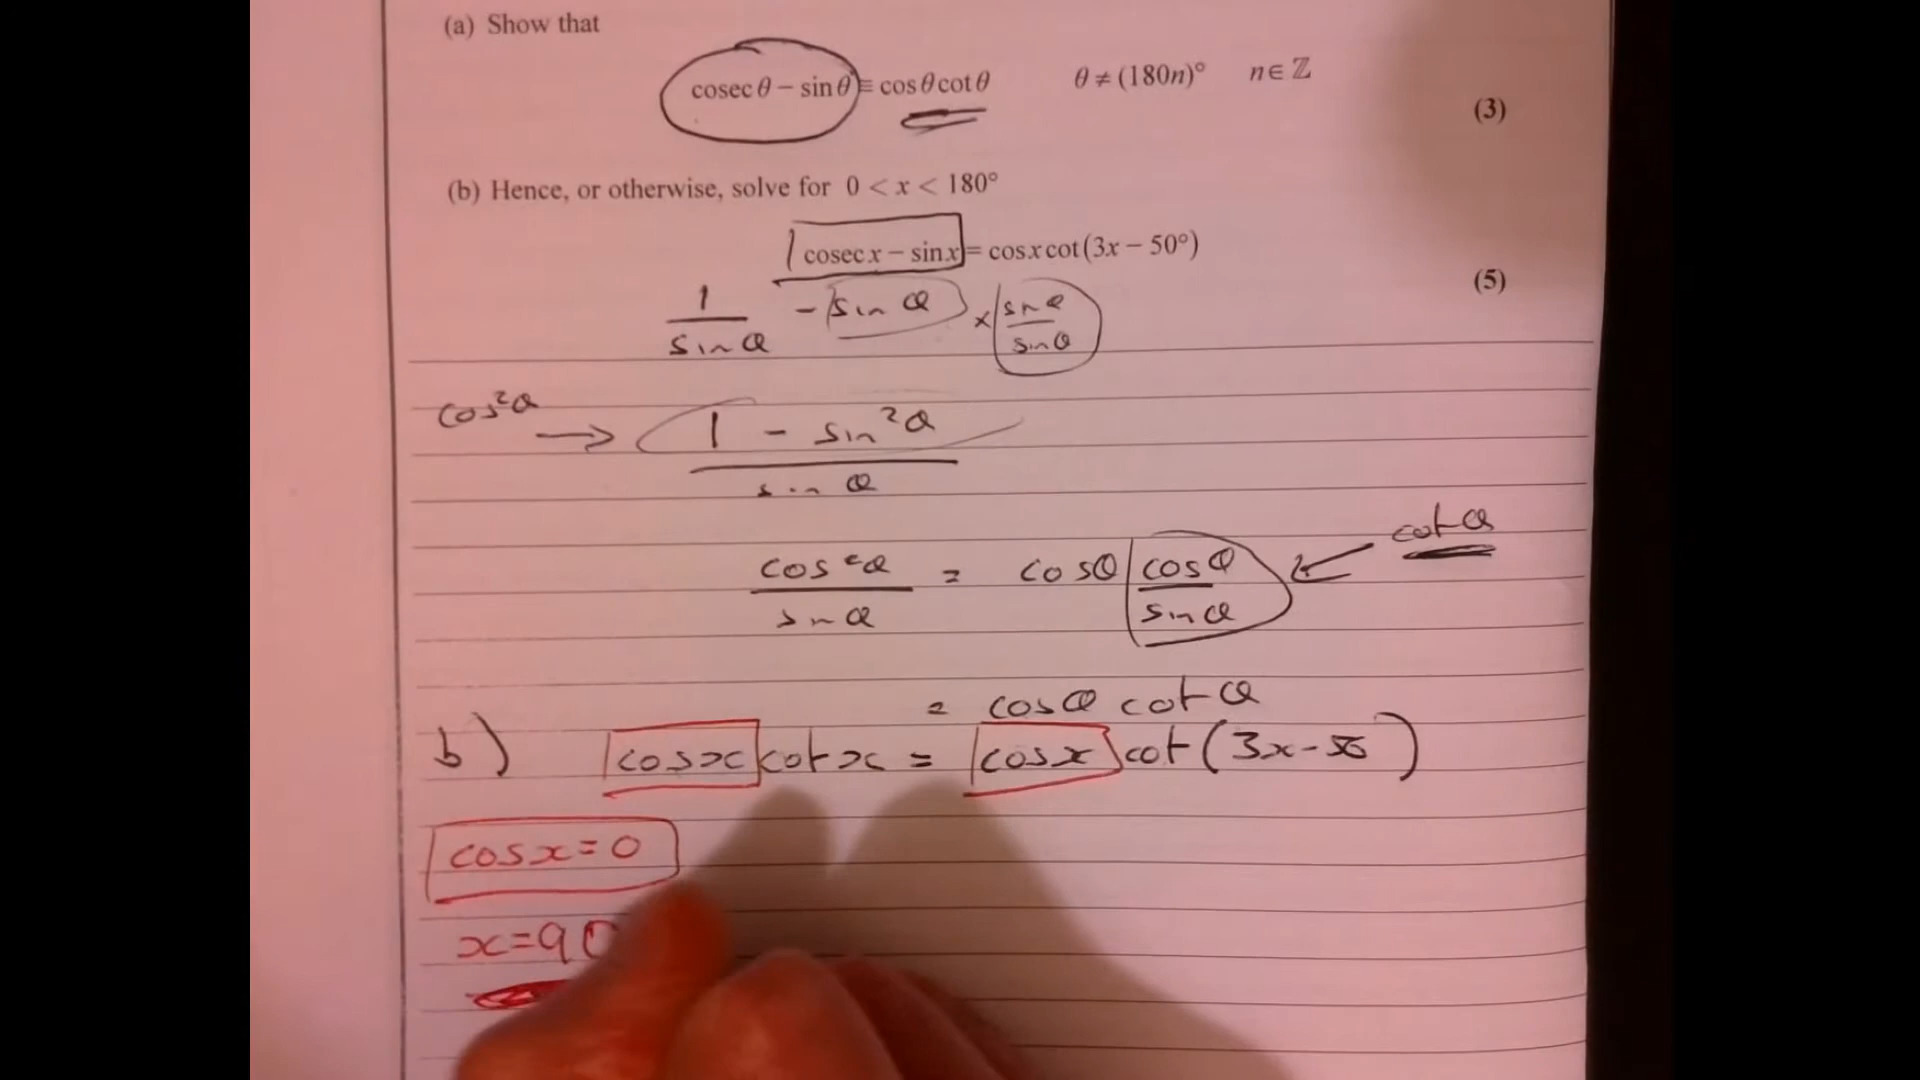 (a) Show that
cosec θ − sin θ ≡ cos θ cot θ θ ≠ (180n)° n ∈ ℤ
(3)
(b) Hence, or otherwise, solve for 0 < x < 180°
cosec x − sin x = cos x cot (3x − 50°)
(5)
1/sin θ − sin θ × sin θ/sin θ
cos²θ → 1 − sin²θ/sin θ
cos²θ/sin θ = cos θ cos θ/sin θ ← cot θ
= cos θ cot θ
b) cos x cot x = cos x cot (3x − 50)
cos x = 0
x = 90